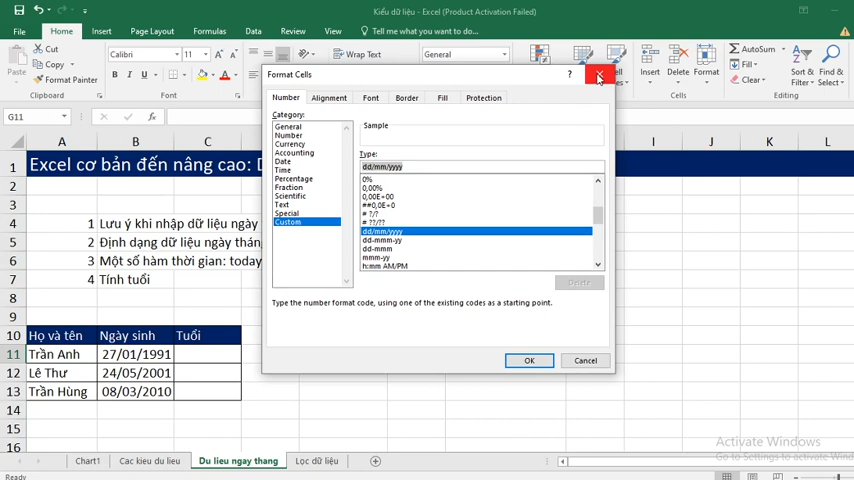 Kiểu dữ liệu - Excel (Product Activation Failed)
File Home Insert Page Layout Formulas Data Review View Tell me what you want to do...
Cut
Copy
Format Painter
Paste
Clipboard
Calibri 11
B I U
Font
Wrap Text
General
Insert Delete Format
Cells
AutoSum
Fill
Clear
Sort & Filter
Find & Select
Editing
G11
fx
Format Cells
?
Number Alignment Font Border Fill Protection
Category:
General
Number
Currency
Accounting
Date
Time
Percentage
Fraction
Scientific
Text
Special
Custom
Sample
Type:
dd/mm/yyyy
0%
0,00%
0,00E+00
##0,0E+0
# ?/?
# ??/??
dd/mm/yyyy
dd-mmm-yy
dd-mmm
mmm-yy
h:mm AM/PM
Delete
Type the number format code, using one of the existing codes as a starting point.
OK Cancel
A B C I J K L
1 Excel cơ bản đến nâng cao: D
2
3
4 1 Lưu ý khi nhập dữ liệu ngày
5 2 Định dạng dữ liệu ngày thán
6 3 Một số hàm thời gian: today
7 4 Tính tuổi
8
9
10 Họ và tên Ngày sinh Tuổi
11 Trần Anh 27/01/1991
12 Lê Thư 24/05/2001
13 Trần Hùng 08/03/2010
14
15
16
Activate Windows
Go to Settings to activate Win
Chart1 Cac kieu du lieu Du lieu ngay thang Lọc dữ liệu
Ready